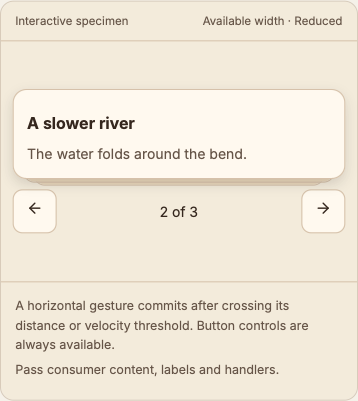 Interactive specimen
Available width · Reduced
A slower river
The water folds around the bend.
2 of 3
A horizontal gesture commits after crossing its
distance or velocity threshold. Button controls are
always available.
Pass consumer content, labels and handlers.